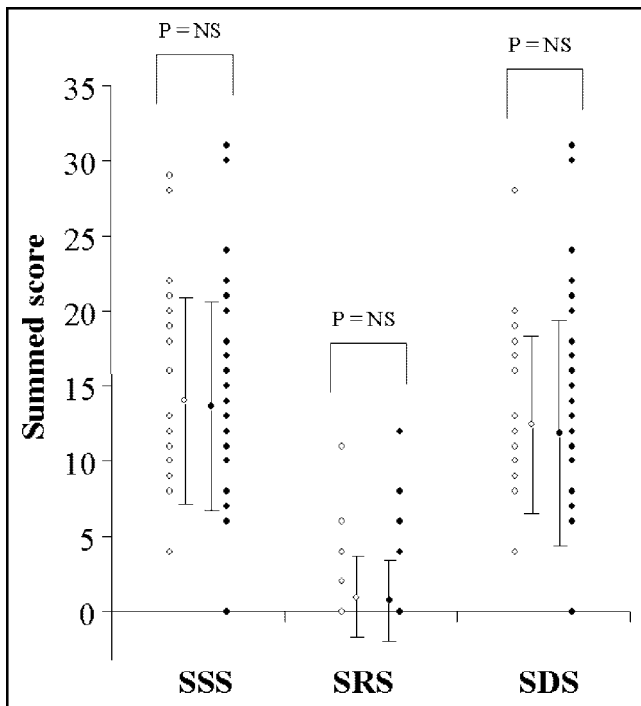 P = NS
P = NS
P = NS
Summed score
35
30
25
20
15
10
5
0
SSS
SRS
SDS